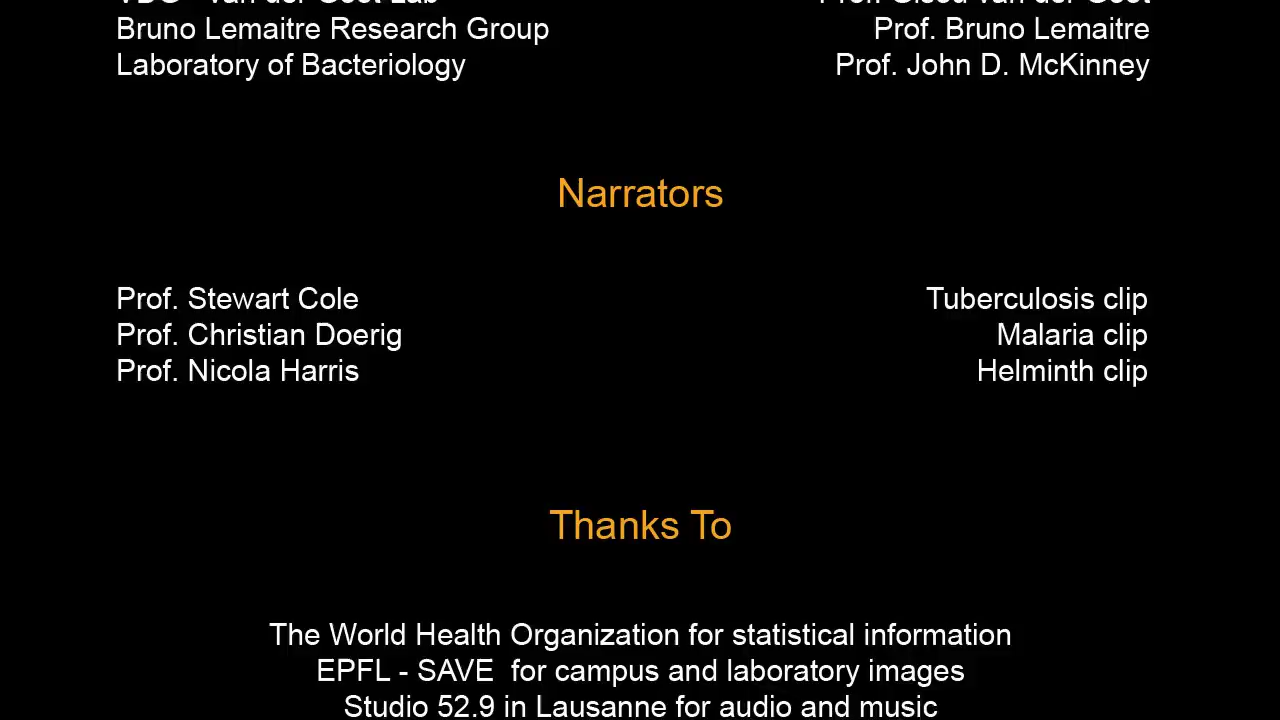 Bruno Lemaitre Research Group Prof. Bruno Lemaitre
Laboratory of Bacteriology Prof. John D. McKinney
Narrators
Prof. Stewart Cole Tuberculosis clip
Prof. Christian Doerig Malaria clip
Prof. Nicola Harris Helminth clip
Thanks To
The World Health Organization for statistical information
EPFL - SAVE for campus and laboratory images
Studio 52.9 in Lausanne for audio and music